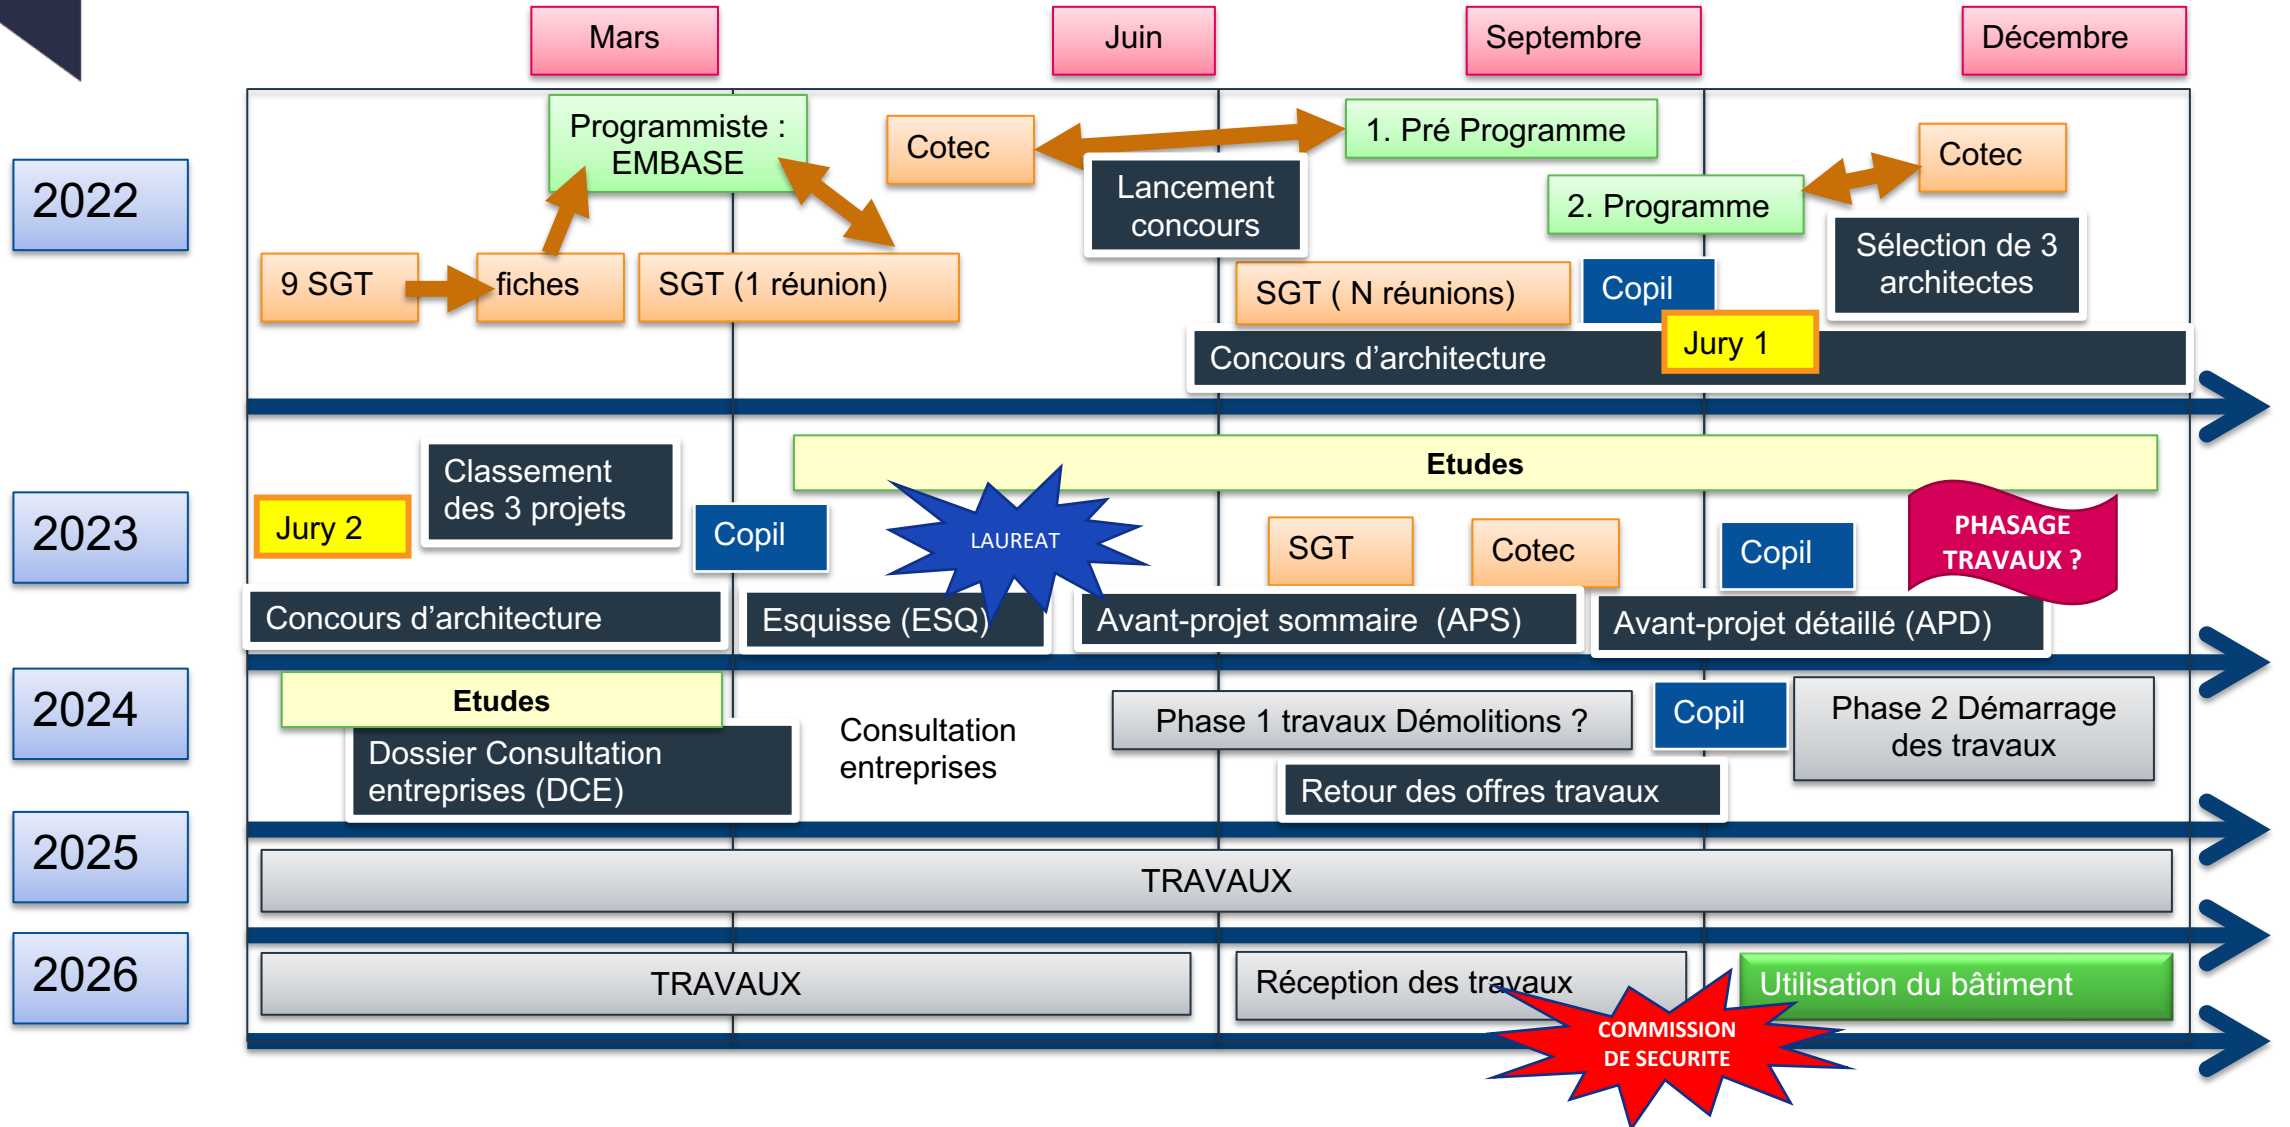 Mars
Juin
Septembre
Décembre
2022
Programmiste :
EMBASE
Cotec
1. Pré Programme
Cotec
Lancement
concours
2. Programme
Sélection de 3
architectes
9 SGT
fiches
SGT (1 réunion)
SGT ( N réunions)
Copil
Jury 1
Concours d’architecture
2023
Etudes
Classement
des 3 projets
Jury 2
Copil
LAUREAT
SGT
Cotec
Copil
PHASAGE
TRAVAUX ?
Concours d’architecture
Esquisse (ESQ)
Avant-projet sommaire (APS)
Avant-projet détaillé (APD)
2024
Etudes
Dossier Consultation
entreprises (DCE)
Consultation
entreprises
Phase 1 travaux Démolitions ?
Copil
Phase 2 Démarrage
des travaux
Retour des offres travaux
2025
TRAVAUX
2026
TRAVAUX
Réception des travaux
Utilisation du bâtiment
COMMISSION
DE SECURITE